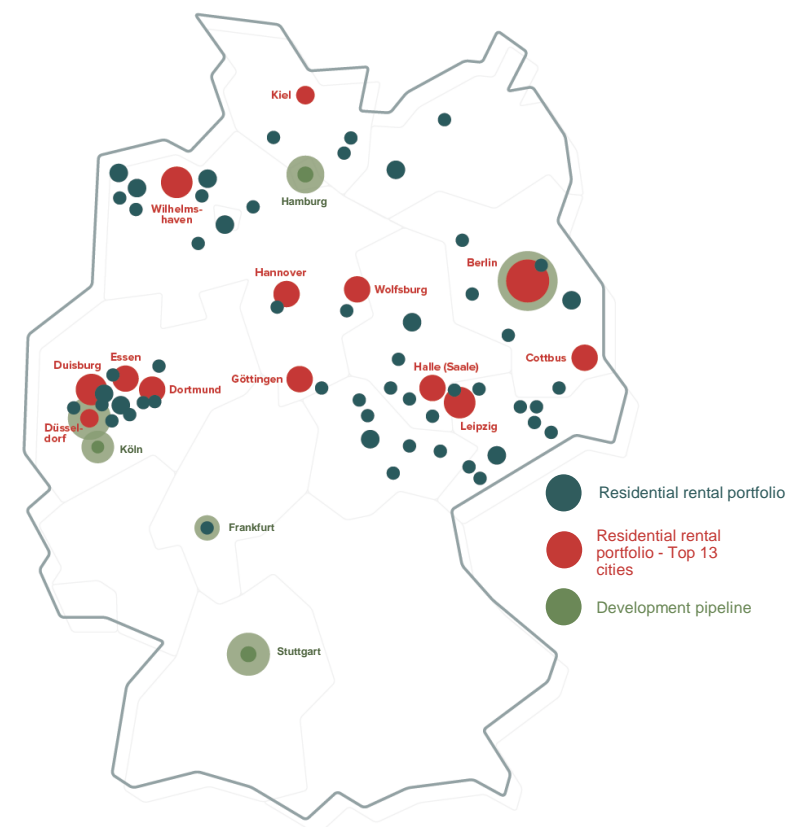 Kiel
Hamburg
Wilhelms-
haven
Hannover
Wolfsburg
Berlin
Cottbus
Essen
Duisburg
Dortmund
Göttingen
Halle (Saale)
Leipzig
Düssel-
dorf
Köln
Frankfurt
Stuttgart
Residential rental portfolio
Residential rental
portfolio - Top 13
cities
Development pipeline